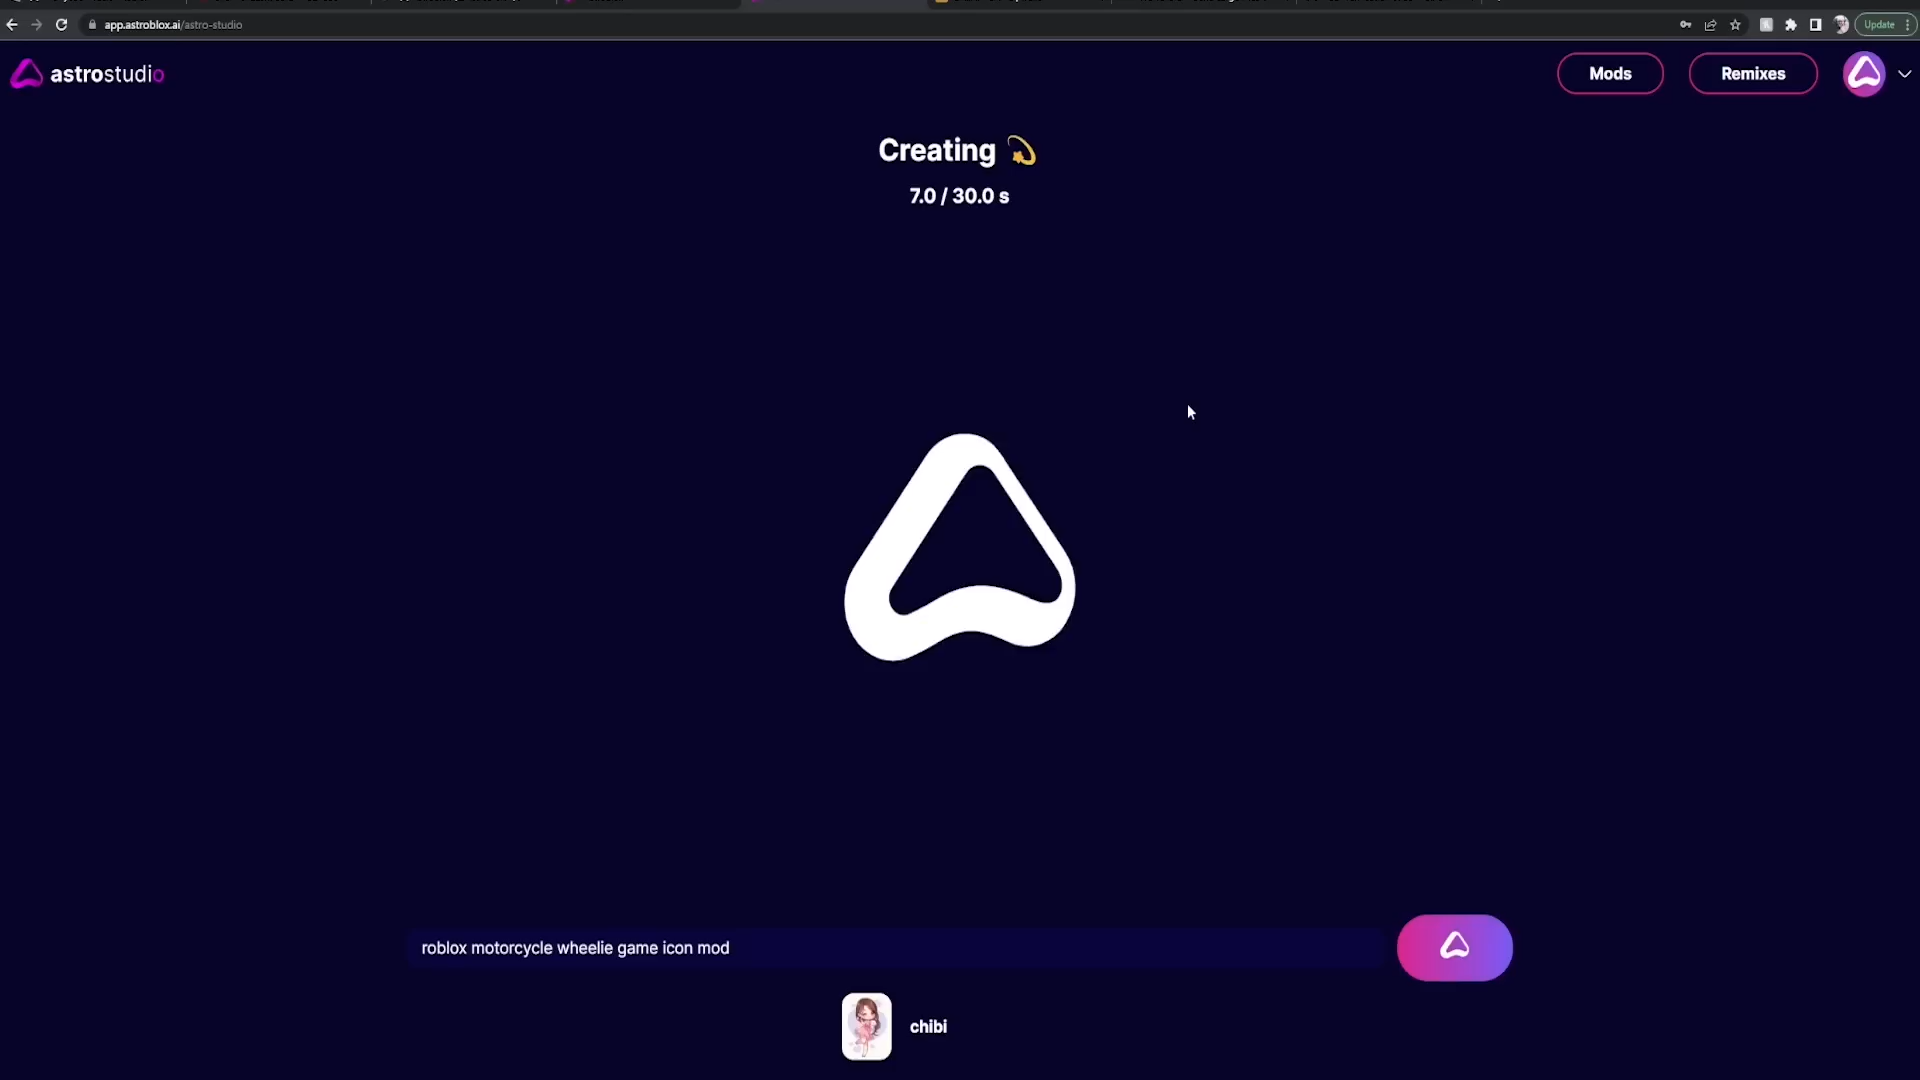 app.astroblox.ai/astro-studio
Update
astrostudio
Mods
Remixes
Creating
7.0 / 30.0 s
roblox motorcycle wheelie game icon mod
chibi